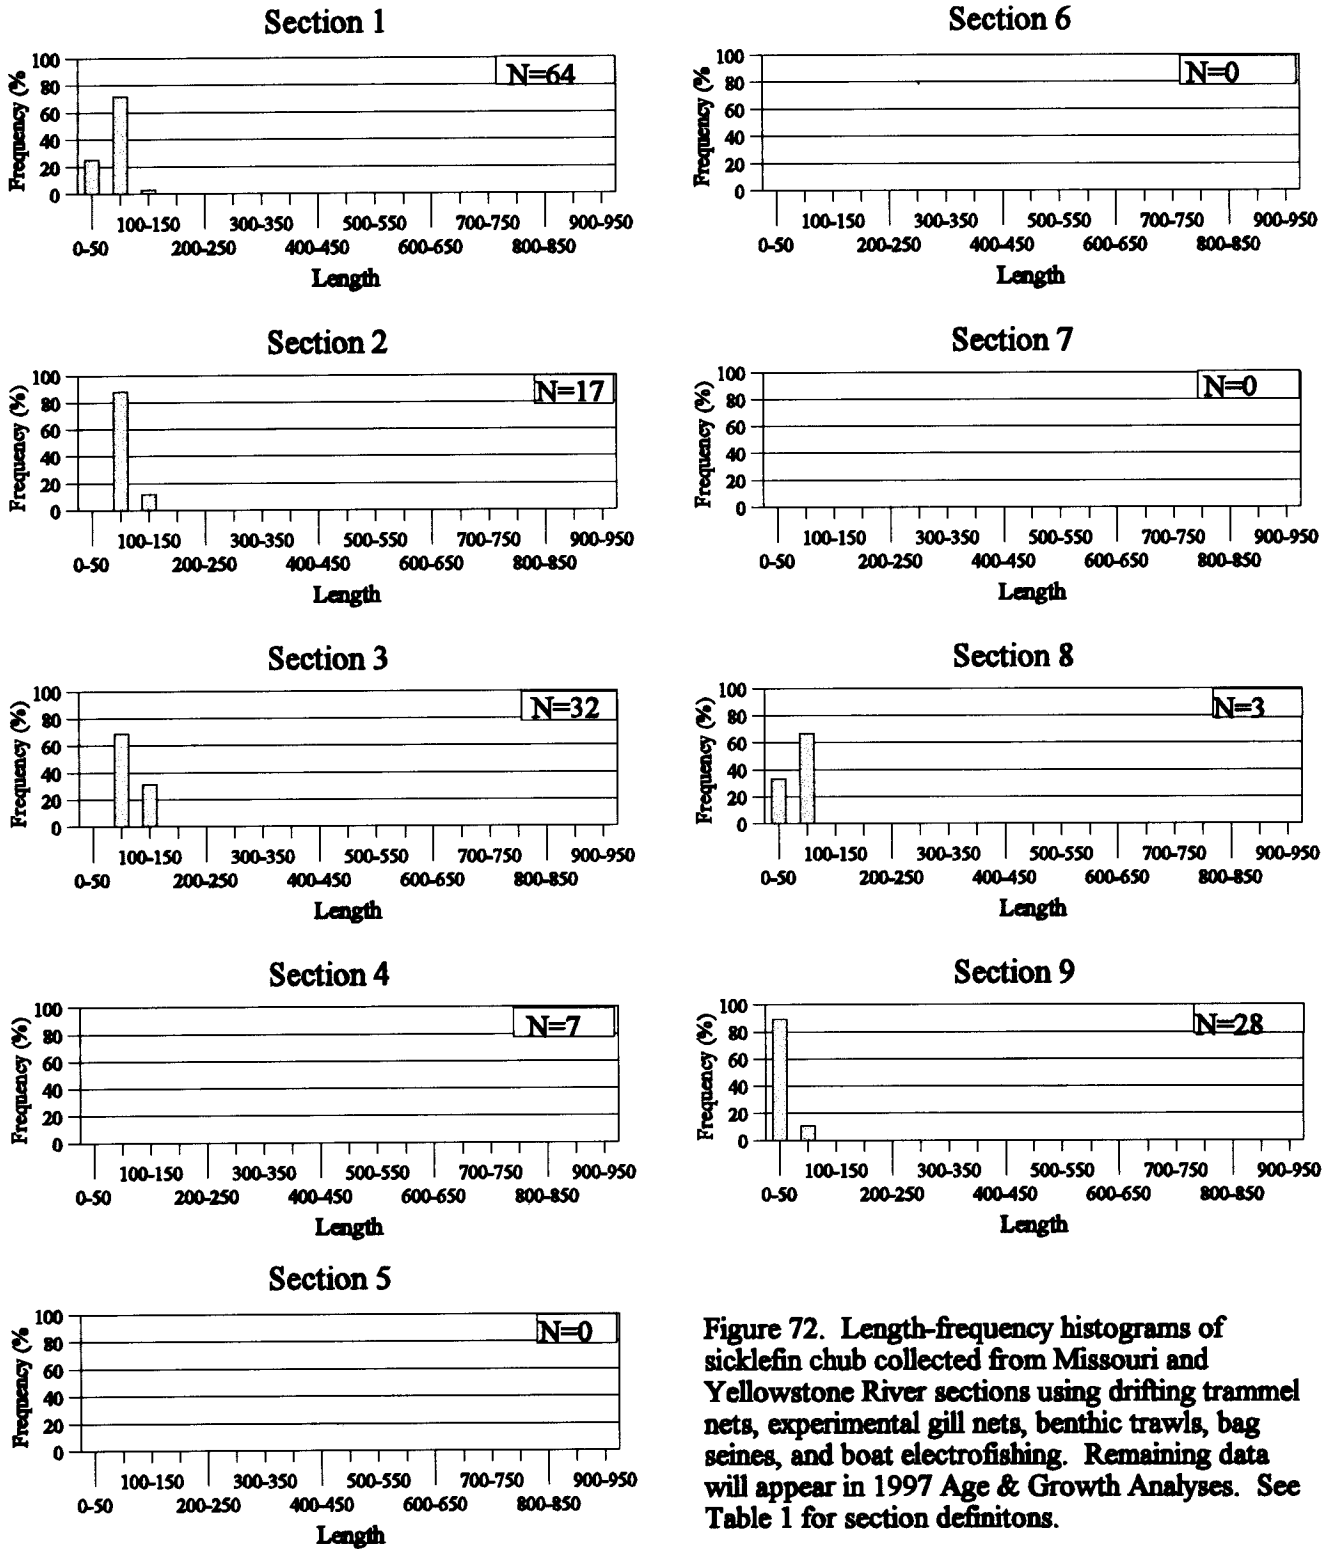 Section 1
N=64
Frequency (%
100
80
60
40
20
0
100-150 300-350 500-550 700-750 900-950
0-50 200-250 400-450 600-650 800-850
Length
Section 2
N=17
Frequency (%)
100
80
60
40
20
0
100-150 300-350 500-550 700-750 900-950
0-50 200-250 400-450 600-650 800-850
Length
Section 3
N=32
Frequency (%)
100
80
60
40
20
0
100-150 300-350 500-550 700-750 900-950
0-50 200-250 400-450 600-650 800-850
Length
Section 4
N=7
Frequency (%)
100
80
60
40
20
0
100-150 300-350 500-550 700-750 900-950
0-50 200-250 400-450 600-650 800-850
Length
Section 5
N=0
Frequency (%
100
80
60
40
20
0
100-150 300-350 500-550 700-750 900-950
0-50 200-250 400-450 600-650 800-850
Length
Section 6
N=0
Frequency (%
100
80
60
40
20
0
100-150 300-350 500-550 700-750 900-950
0-50 200-250 400-450 600-650 800-850
Length
Section 7
N=0
Frequency (%)
100
80
60
40
20
0
100-150 300-350 500-550 700-750 900-950
0-50 200-250 400-450 600-650 800-850
Length
Section 8
N=3
Frequency (%)
100
80
60
40
20
0
100-150 300-350 500-550 700-750 900-950
0-50 200-250 400-450 600-650 800-850
Length
Section 9
N=28
Frequency (%)
100
80
60
40
20
0
100-150 300-350 500-550 700-750 900-950
0-50 200-250 400-450 600-650 800-850
Length
Figure 72. Length-frequency histograms of
sicklefin chub collected from Missouri and
Yellowstone River sections using drifting trammel
nets, experimental gill nets, benthic trawls, bag
seines, and boat electrofishing. Remaining data
will appear in 1997 Age & Growth Analyses. See
Table 1 for section definitons.